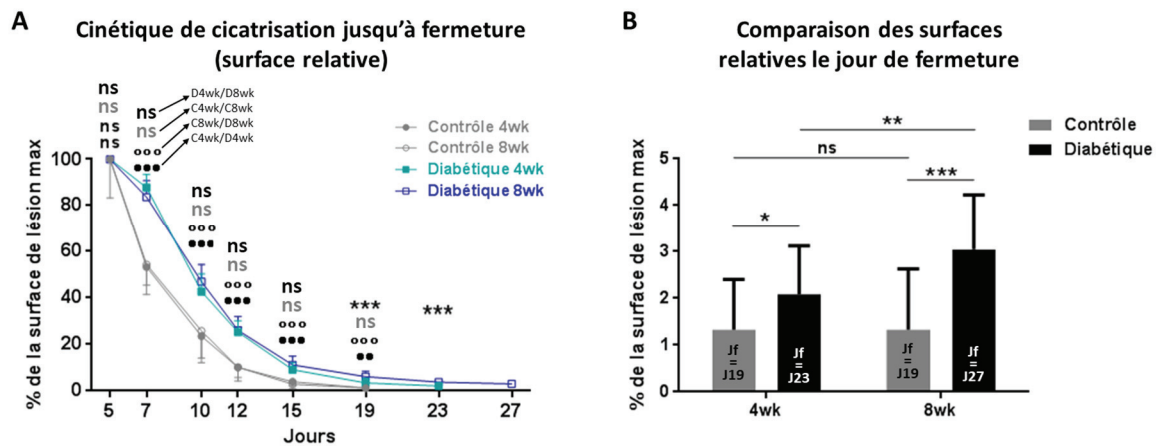 A
Cinétique de cicatrisation jusqu'à fermeture
(surface relative)
ns
ns
ns
ns
ns
ns
D4wk/D8wk
C4wk/C8wk
C8wk/D8wk
C4wk/D4wk
Contrôle 4wk
Contrôle 8wk
Diabétique 4wk
Diabétique 8wk
ns
ns
ns
ns
ns
ns
***
ns
***
% de la surface de lésion max
100
80
60
40
20
0
5 7 10 12 15 19 23 27
Jours
B
Comparaison des surfaces
relatives le jour de fermeture
Contrôle
Diabétique
**
ns
***
*
% de la surface de lésion max
5
4
3
2
1
0
Jf
=
J19
Jf
=
J23
Jf
=
J19
Jf
=
J27
4wk 8wk